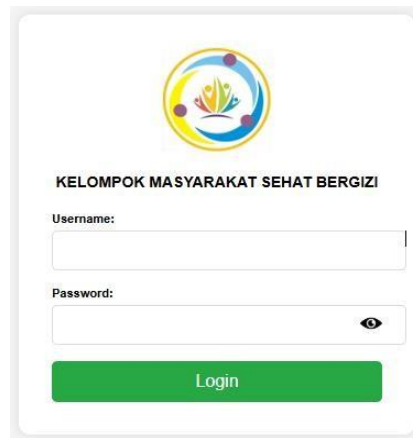 KELOMPOK MASYARAKAT SEHAT BERGIZI
Username:
Password:
Login